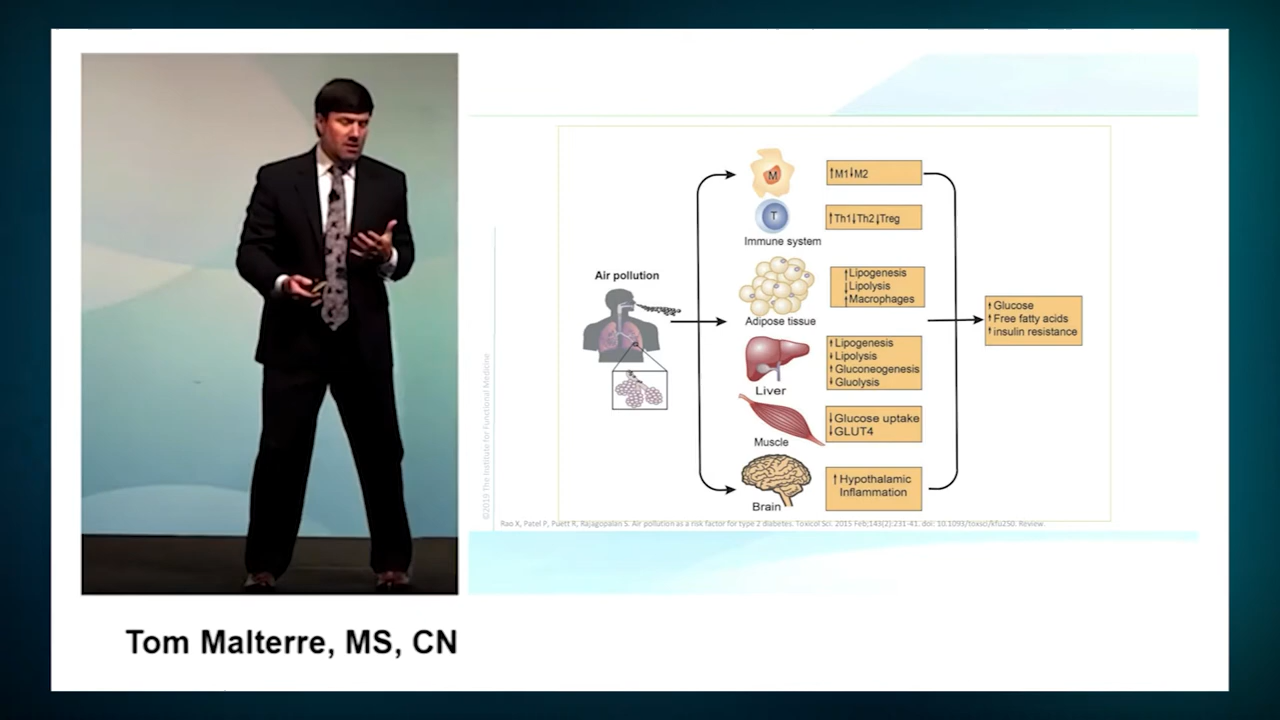 Air pollution
M
↑M1↓M2
T
↑Th1↓Th2↓Treg
Immune system
↑Lipogenesis
↓Lipolysis
↑Macrophages
Adipose tissue
↑Lipogenesis
↓Lipolysis
↑Gluconeogenesis
↓Gluolysis
Liver
↓Glucose uptake
↓GLUT4
Muscle
↑Hypothalamic
Inflammation
Brain
↑Glucose
↑Free fatty acids
↑insulin resistance
©2019 The Institute for Functional Medicine
Rao X, Patel P, Puett R, Rajagopalan S. Air pollution as a risk factor for type 2 diabetes. Toxicol Sci. 2015 Feb;143(2):231-41. doi: 10.1093/toxsci/kfu250. Review.
Tom Malterre, MS, CN